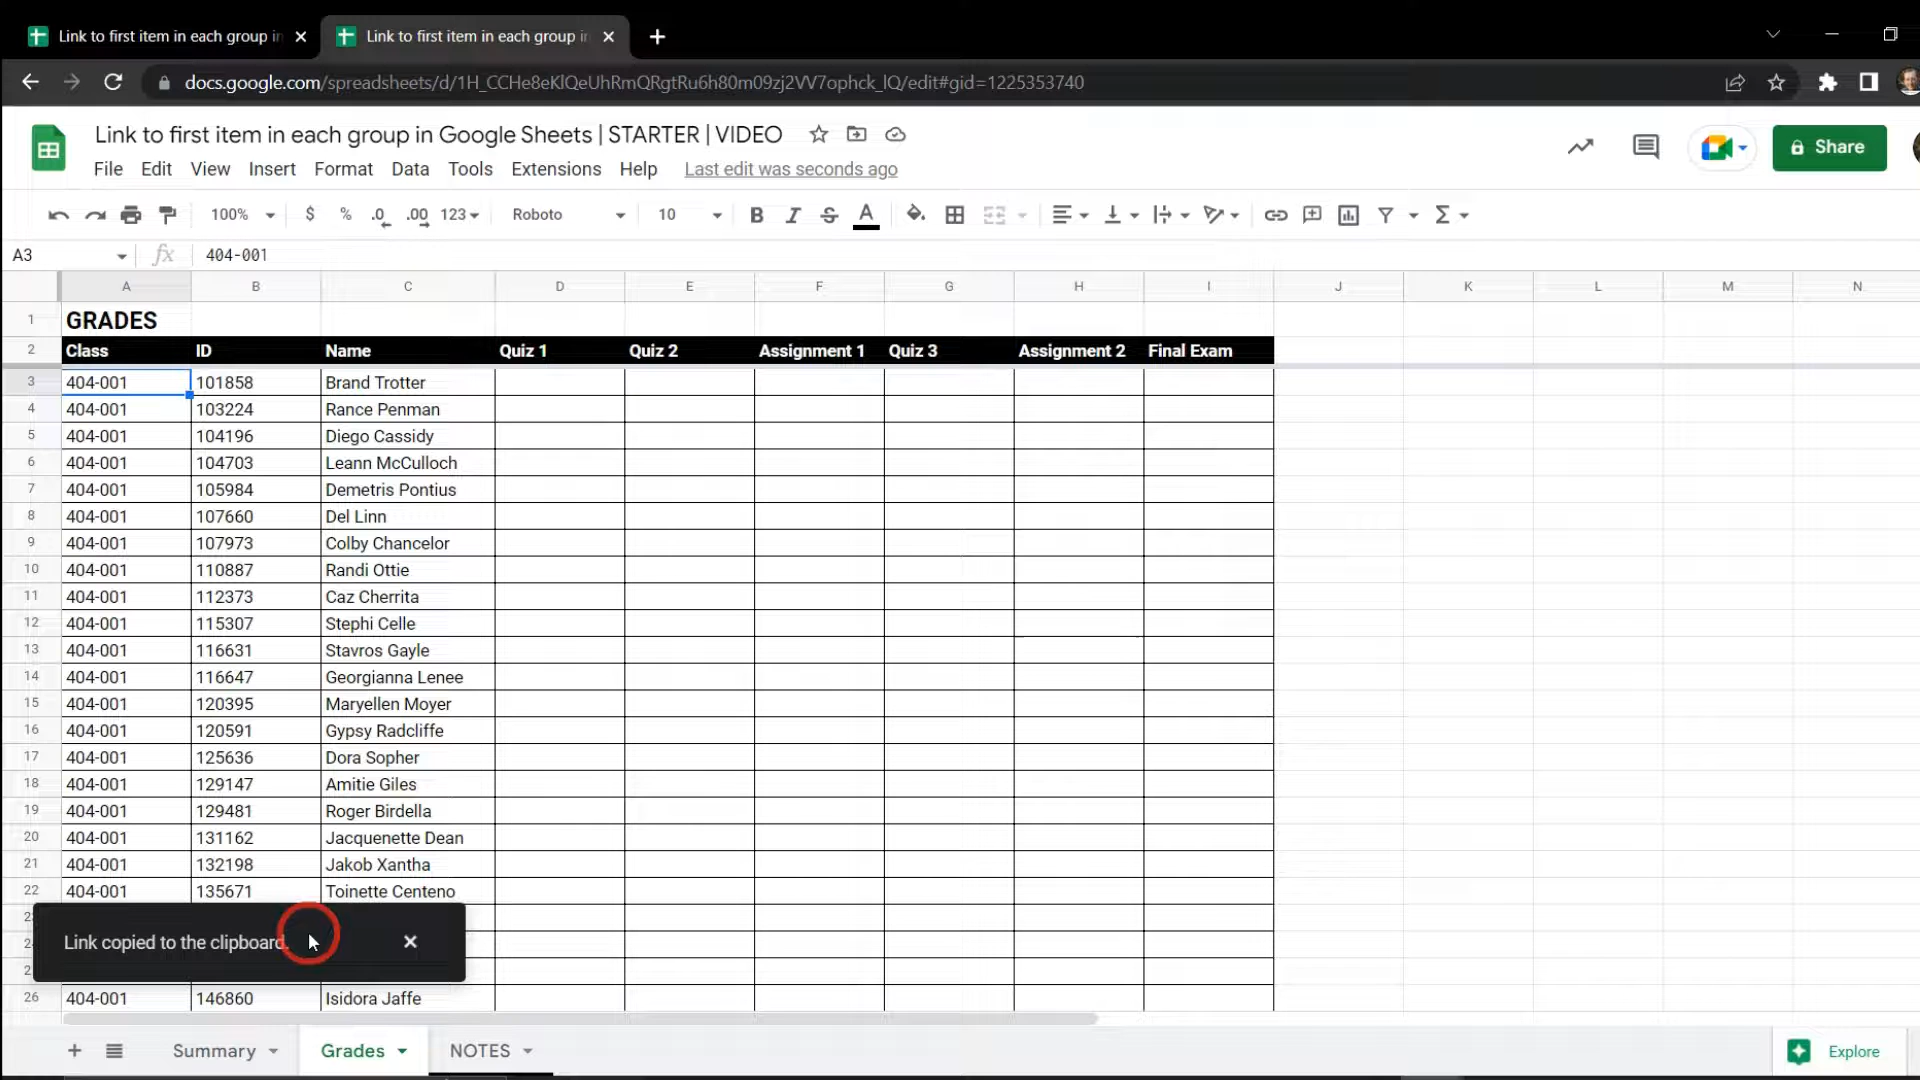 Link to first item in each group in
Link to first item in each group in
docs.google.com/spreadsheets/d/1H_CCHe8eKlQeUhRmQRgtRu6h80m09zj2VV7ophck_lQ/edit#gid=1225353740
Link to first item in each group in Google Sheets | STARTER | VIDEO
Share
File Edit View Insert Format Data Tools Extensions Help Last edit was seconds ago
100% $ % .0 .00 123 Roboto 10 B I S A Σ
A3 fx 404-001
A B C D E F G H I J K L M N
1 GRADES
2 Class ID Name Quiz 1 Quiz 2 Assignment 1 Quiz 3 Assignment 2 Final Exam
3 404-001 101858 Brand Trotter
4 404-001 103224 Rance Penman
5 404-001 104196 Diego Cassidy
6 404-001 104703 Leann McCulloch
7 404-001 105984 Demetris Pontius
8 404-001 107660 Del Linn
9 404-001 107973 Colby Chancelor
10 404-001 110887 Randi Ottie
11 404-001 112373 Caz Cherrita
12 404-001 115307 Stephi Celle
13 404-001 116631 Stavros Gayle
14 404-001 116647 Georgianna Lenee
15 404-001 120395 Maryellen Moyer
16 404-001 120591 Gypsy Radcliffe
17 404-001 125636 Dora Sopher
18 404-001 129147 Amitie Giles
19 404-001 129481 Roger Birdella
20 404-001 131162 Jacquenette Dean
21 404-001 132198 Jakob Xantha
22 404-001 135671 Toinette Centeno
Link copied to the clipboard.
26 404-001 146860 Isidora Jaffe
Summary Grades NOTES Explore